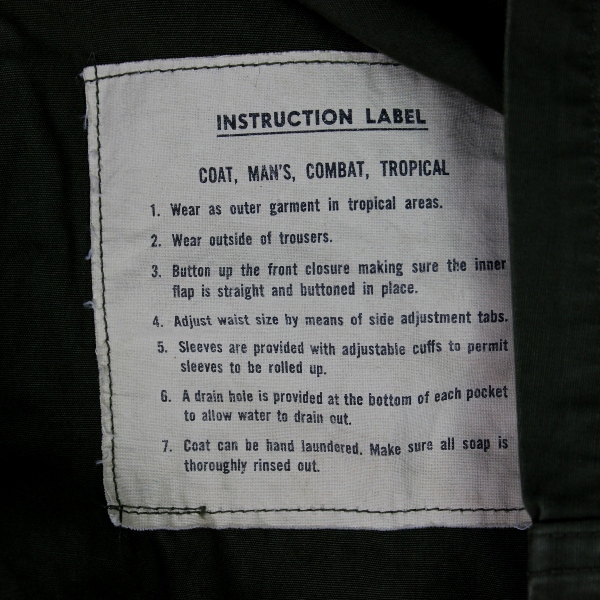 INSTRUCTION LABEL
COAT, MAN'S, COMBAT, TROPICAL
1. Wear as outer garment in tropical areas.
2. Wear outside of trousers.
3. Button up the front closure making sure the inner
flap is straight and buttoned in place.
4. Adjust waist size by means of side adjustment tabs.
5. Sleeves are provided with adjustable cuffs to permit
sleeves to be rolled up.
6. A drain hole is provided at the bottom of each pocket
to allow water to drain out.
7. Coat can be hand laundered. Make sure all soap is
thoroughly rinsed out.